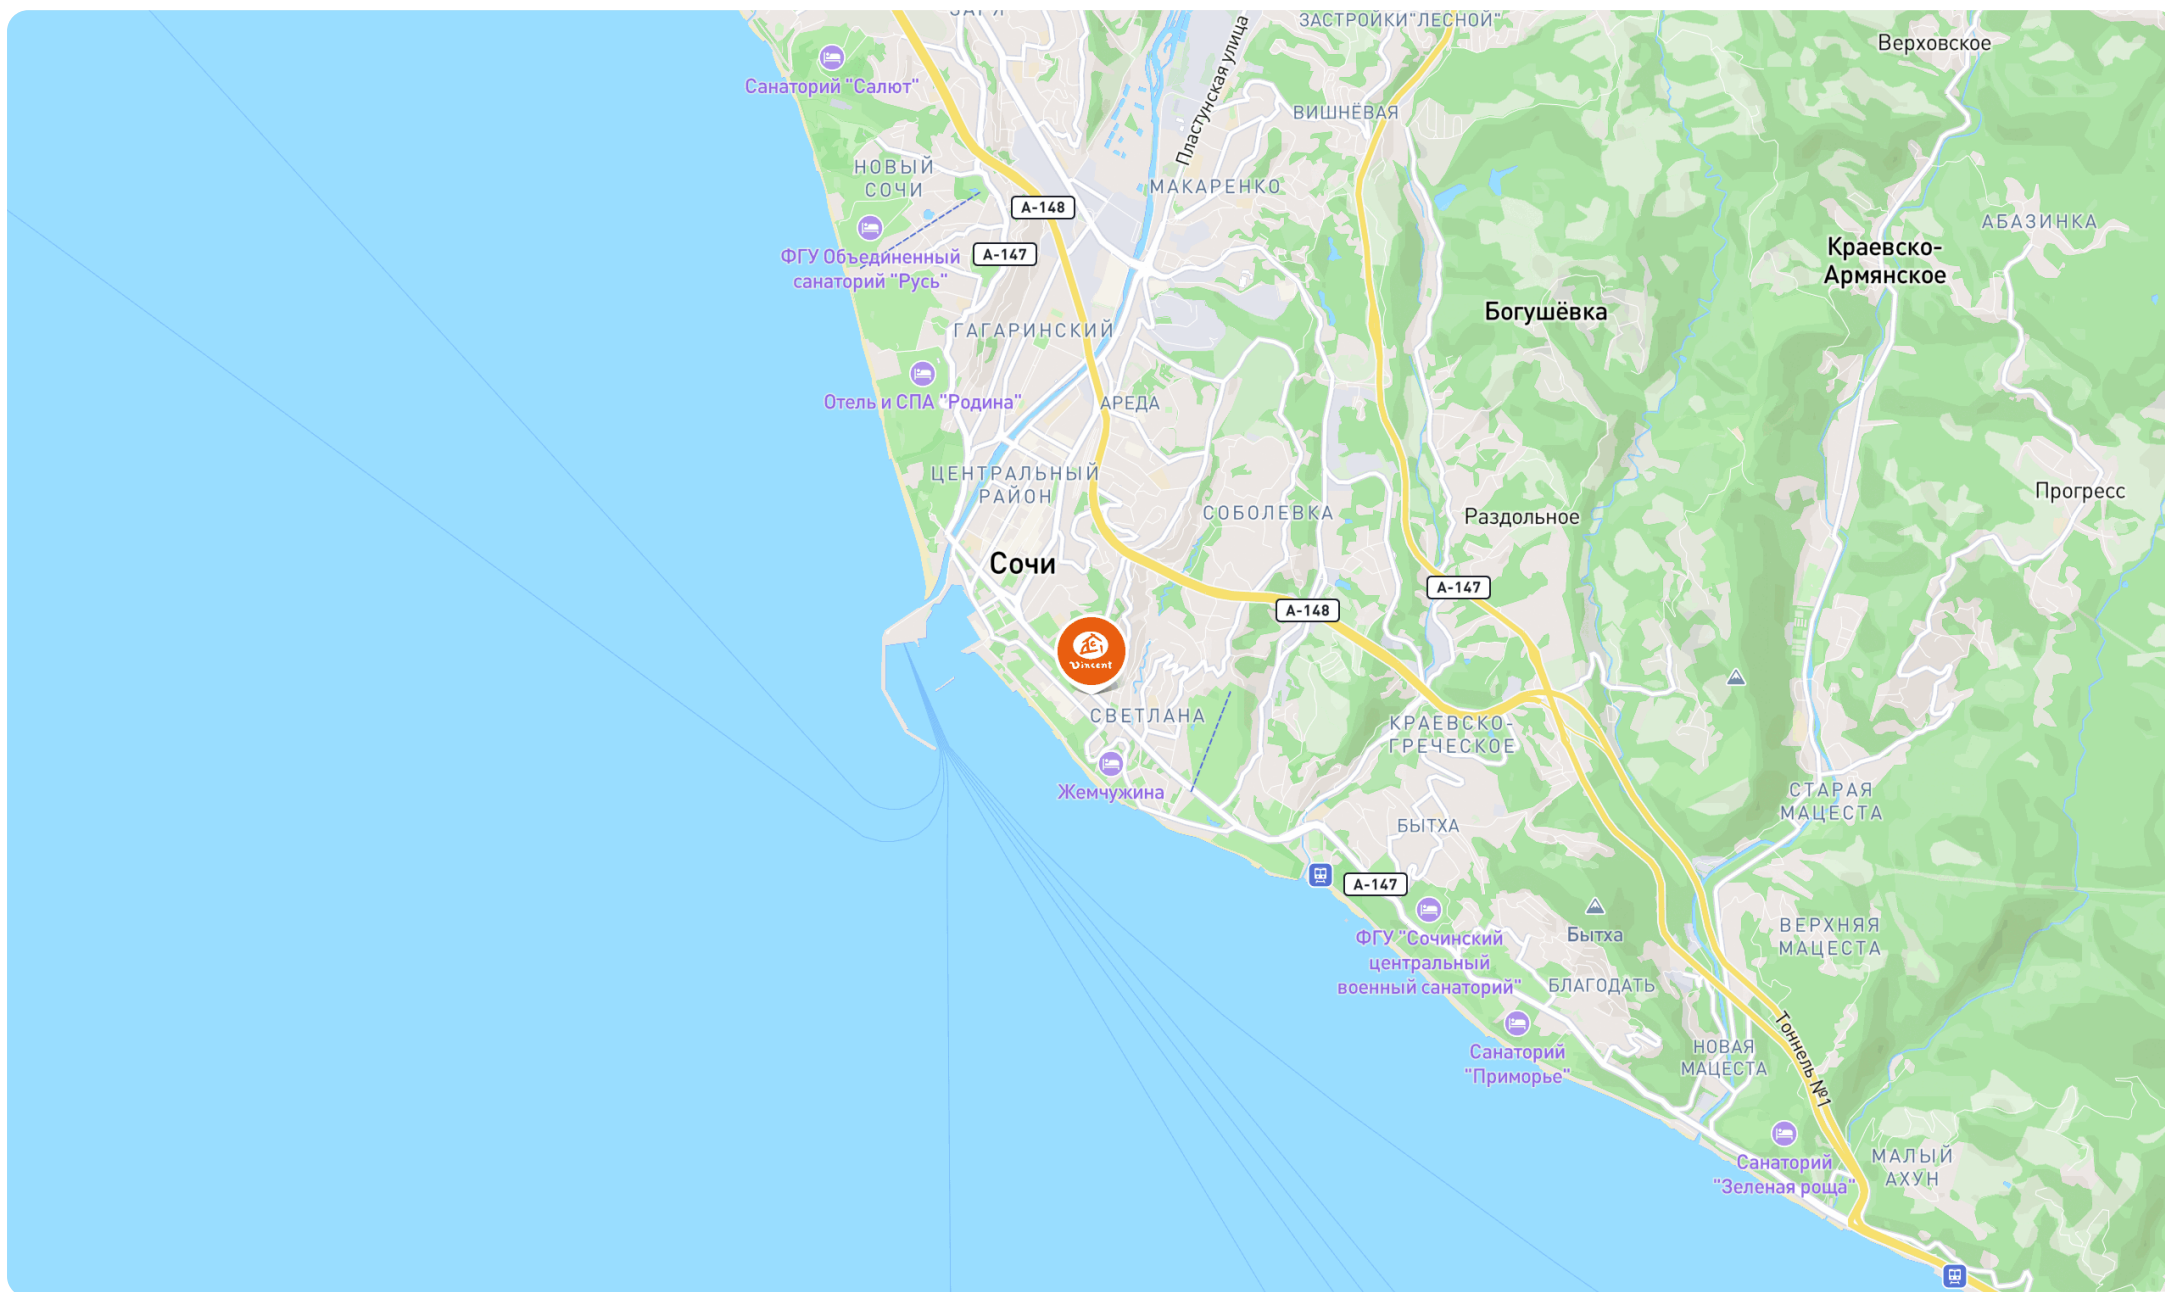 ЗАРЯ
ЗАСТРОЙКИ"ЛЕСНОЙ"
Верховское
Санаторий "Салют"
Пластунская улица
ВИШНЁВАЯ
НОВЫЙ
СОЧИ
МАКАРЕНКО
А-148
АБАЗИНКА
ФГУ Объединенный
санаторий "Русь"
А-147
Краевско-
Армянское
Богушёвка
ГАГАРИНСКИЙ
Отель и СПА "Родина"
АРЕДА
ЦЕНТРАЛЬНЫЙ
РАЙОН
Прогресс
СОБОЛЕВКА
Раздольное
Сочи
А-147
А-148
Vincent
СВЕТЛАНА
КРАЕВСКО-
ГРЕЧЕСКОЕ
Жемчужина
СТАРАЯ
МАЦЕСТА
БЫТХА
А-147
ФГУ "Сочинский
центральный
военный санаторий"
Бытха
ВЕРХНЯЯ
МАЦЕСТА
БЛАГОДАТЬ
Санаторий
"Приморье"
НОВАЯ
МАЦЕСТА
Тоннель №1
Санаторий
"Зеленая роща"
МАЛЫЙ
АХУН